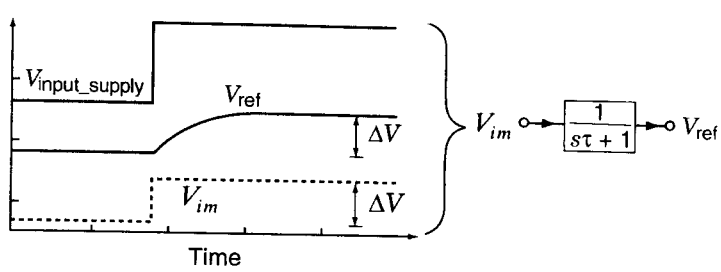 V_input_supply
V_ref
ΔV
V_im
ΔV
Time
V_im
1
sτ + 1
V_ref